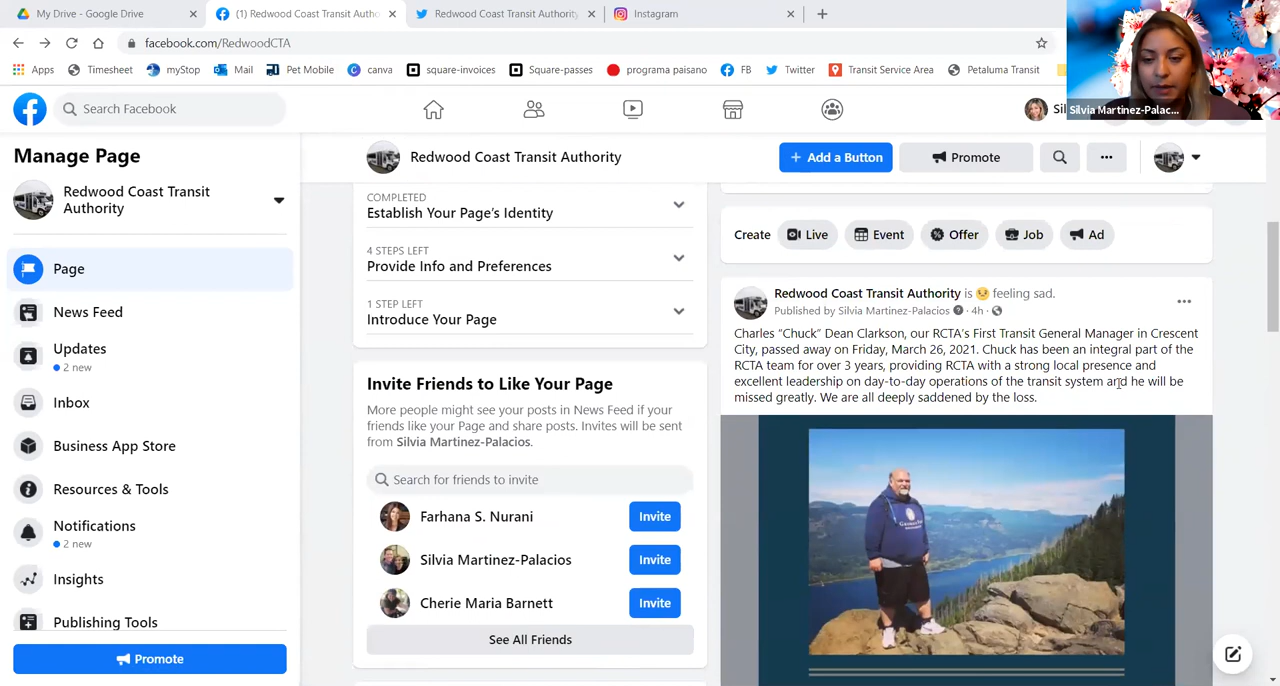 My Drive - Google Drive
(1) Redwood Coast Transit Autho
Redwood Coast Transit Authority
Instagram
facebook.com/RedwoodCTA
Apps
Timesheet
myStop
Mail
Pet Mobile
canva
square-invoices
Square-passes
programa paisano
FB
Twitter
Transit Service Area
Petaluma Transit
Silvia Martinez-Palac...
Search Facebook
Sil
Manage Page
Redwood Coast Transit
Authority
Page
News Feed
Updates
2 new
Inbox
Business App Store
Resources & Tools
Notifications
2 new
Insights
Publishing Tools
Promote
Redwood Coast Transit Authority
+ Add a Button
Promote
COMPLETED
Establish Your Page's Identity
4 STEPS LEFT
Provide Info and Preferences
1 STEP LEFT
Introduce Your Page
Invite Friends to Like Your Page
More people might see your posts in News Feed if your
friends like your Page and share posts. Invites will be sent
from Silvia Martinez-Palacios.
Search for friends to invite
Farhana S. Nurani
Invite
Silvia Martinez-Palacios
Invite
Cherie Maria Barnett
Invite
See All Friends
Create
Live
Event
Offer
Job
Ad
Redwood Coast Transit Authority is 😔 feeling sad.
Published by Silvia Martinez-Palacios · 4h ·
Charles "Chuck" Dean Clarkson, our RCTA's First Transit General Manager in Crescent
City, passed away on Friday, March 26, 2021. Chuck has been an integral part of the
RCTA team for over 3 years, providing RCTA with a strong local presence and
excellent leadership on day-to-day operations of the transit system and he will be
missed greatly. We are all deeply saddened by the loss.